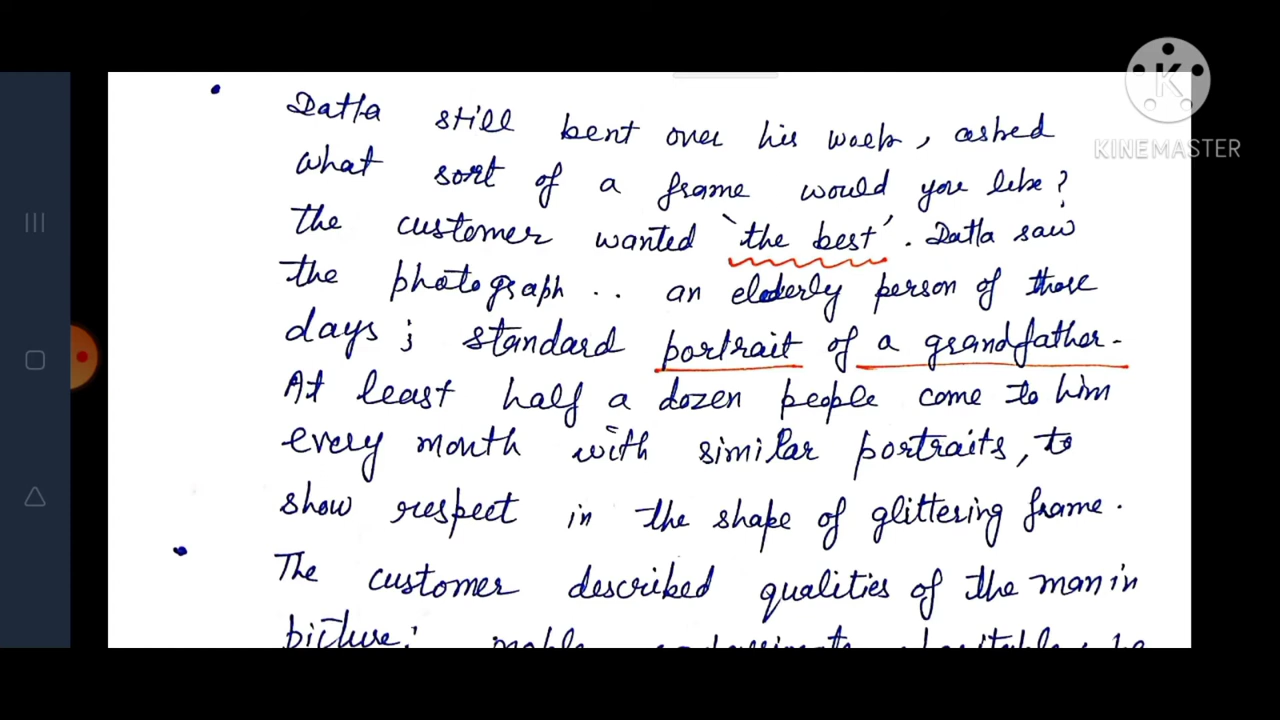 KINEMASTER
Datta still bent over his work, asked
what sort of a frame would you like?
the customer wanted 'the best'. Datta saw
the photograph .. an elderly person of those
days; standard portrait of a grandfather.
At least half a dozen people come to him
every month with similar portraits, to
show respect in the shape of glittering frame.
The customer described qualities of the man in
picture;